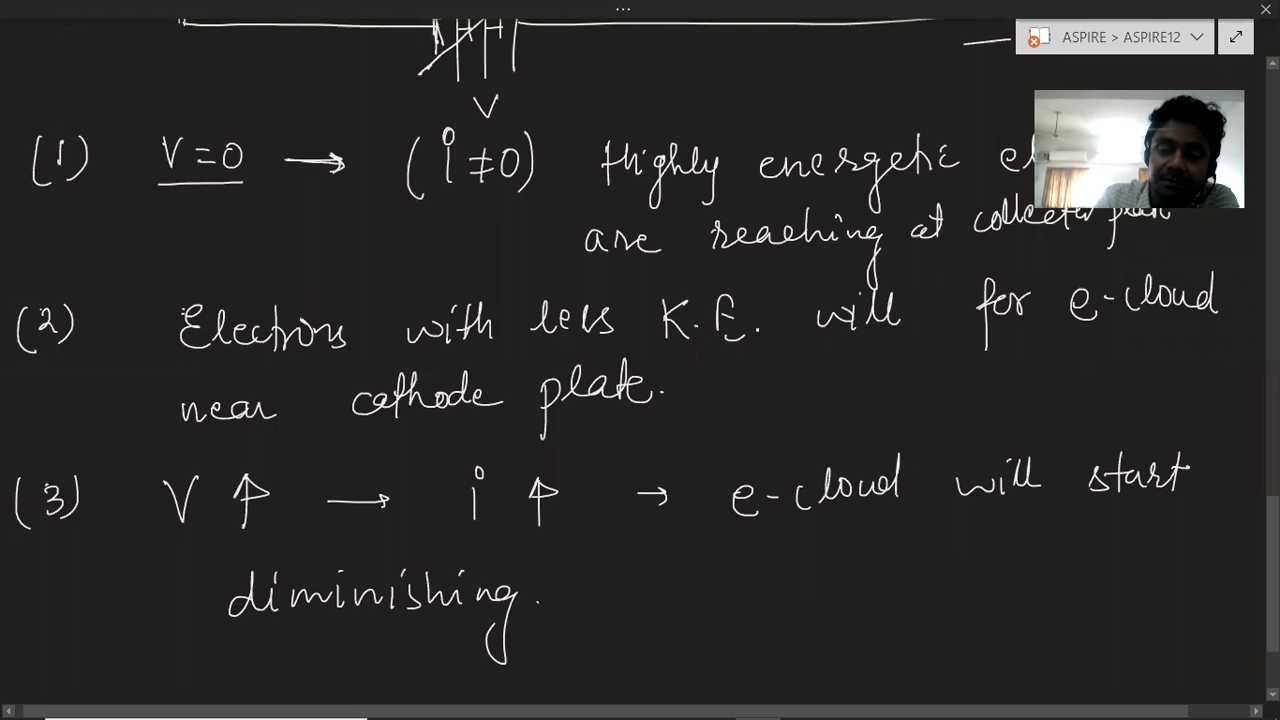 ASPIRE > ASPIRE12
V
(1) V=0 → (i≠0) Highly energetic
are reaching at collector
(2) Electrons with less K.E. will for e-cloud
near cathode plate.
(3) V ↑ → i ↑ → e-cloud will start
diminishing.